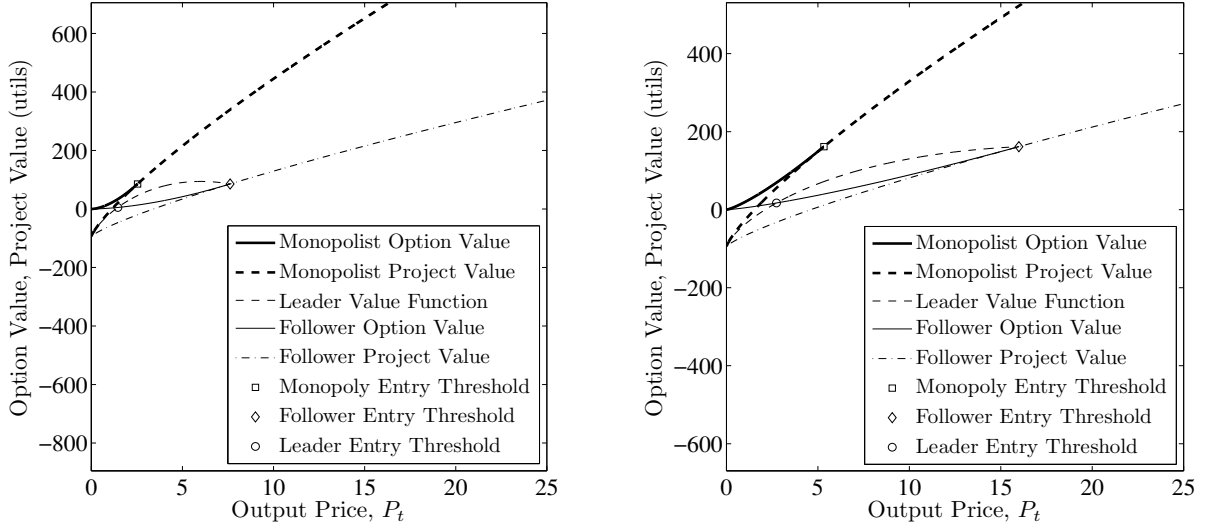 600
400
200
0
−200
−400
−600
−800
Option Value, Project Value (utils)
Monopolist Option Value
Monopolist Project Value
Leader Value Function
Follower Option Value
Follower Project Value
Monopoly Entry Threshold
Follower Entry Threshold
Leader Entry Threshold
0 5 10 15 20 25
Output Price, P_t
400
200
0
−200
−400
−600
Option Value, Project Value (utils)
Monopolist Option Value
Monopolist Project Value
Leader Value Function
Follower Option Value
Follower Project Value
Monopoly Entry Threshold
Follower Entry Threshold
Leader Entry Threshold
0 5 10 15 20 25
Output Price, P_t